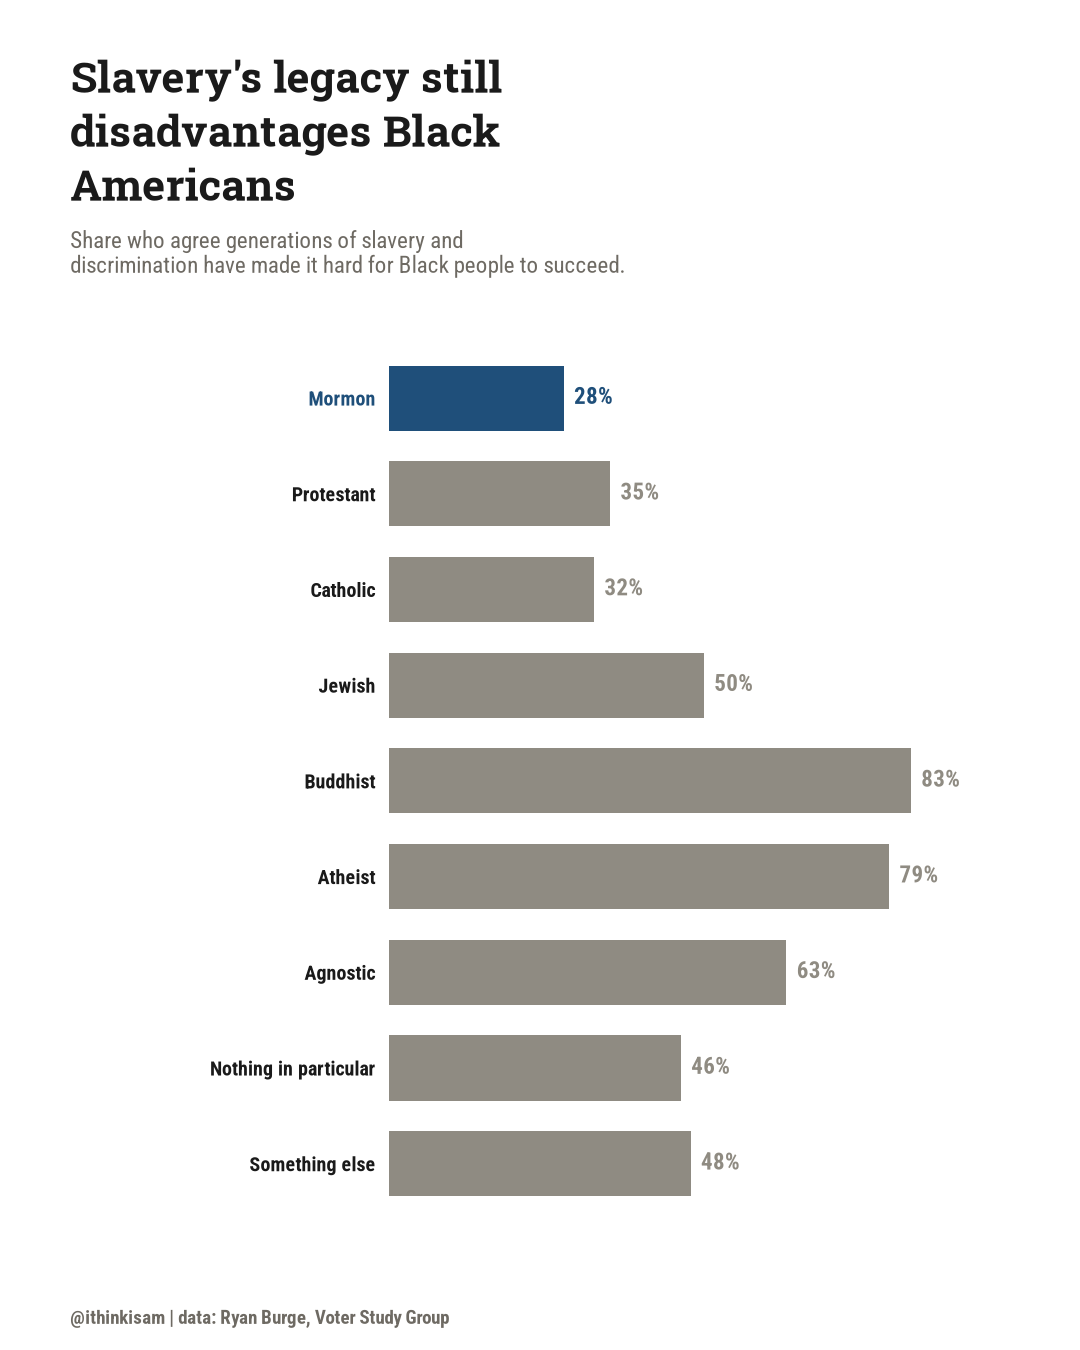 Slavery's legacy still
disadvantages Black
Americans
Share who agree generations of slavery and
discrimination have made it hard for Black people to succeed.
Mormon 28%
Protestant 35%
Catholic 32%
Jewish 50%
Buddhist 83%
Atheist 79%
Agnostic 63%
Nothing in particular 46%
Something else 48%
@ithinkisam | data: Ryan Burge, Voter Study Group